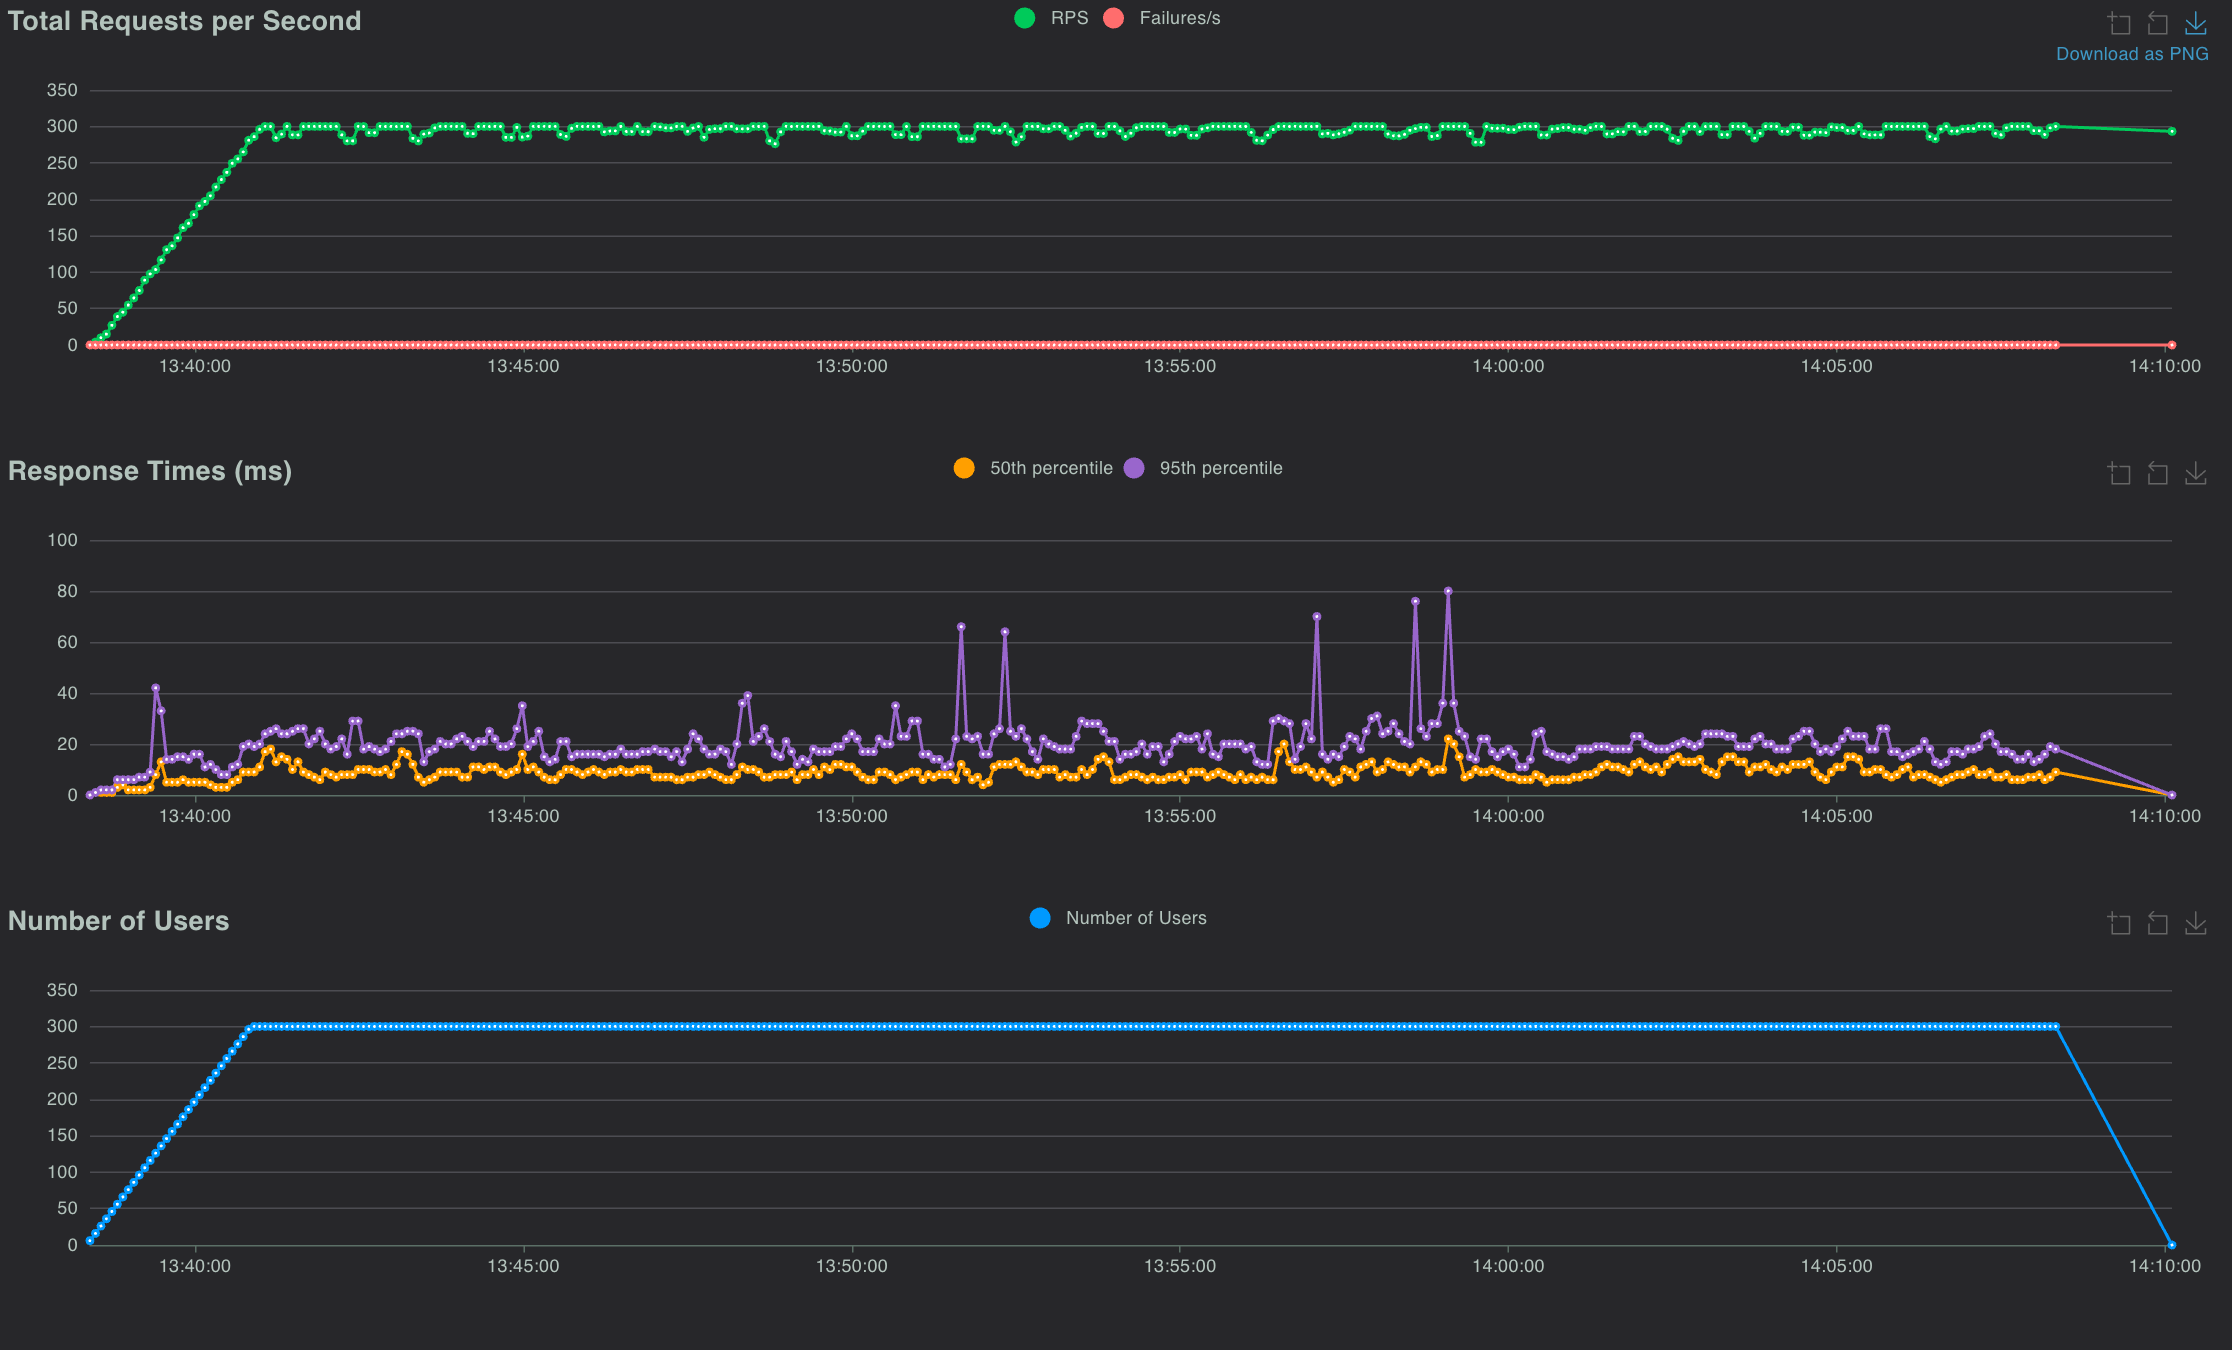 Total Requests per Second
RPS Failures/s
Download as PNG
350
300
250
200
150
100
50
0
13:40:00 13:45:00 13:50:00 13:55:00 14:00:00 14:05:00 14:10:00
Response Times (ms)
50th percentile 95th percentile
100
80
60
40
20
0
13:40:00 13:45:00 13:50:00 13:55:00 14:00:00 14:05:00 14:10:00
Number of Users
Number of Users
350
300
250
200
150
100
50
0
13:40:00 13:45:00 13:50:00 13:55:00 14:00:00 14:05:00 14:10:00